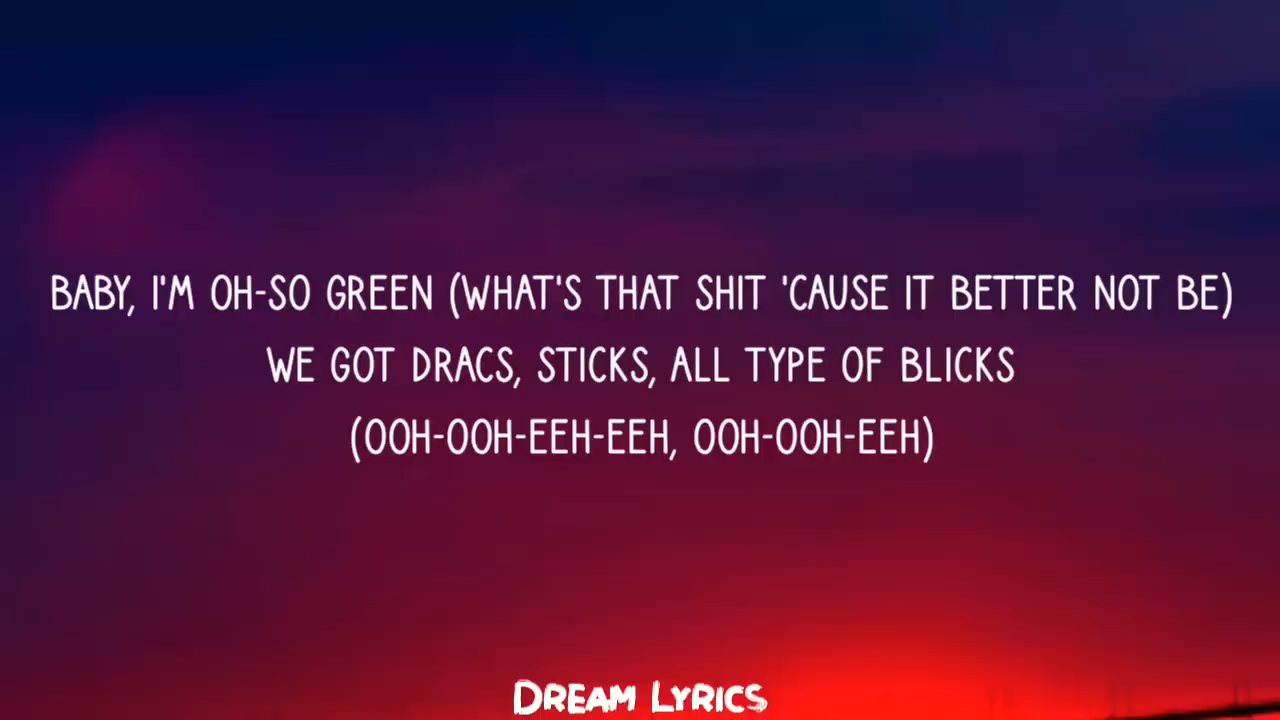 BABY, I'M OH-SO GREEN (WHAT'S THAT SHIT 'CAUSE IT BETTER NOT BE)
WE GOT DRACS, STICKS, ALL TYPE OF BLICKS
(OOH-OOH-EEH-EEH, OOH-OOH-EEH)
DREAM LYRICS